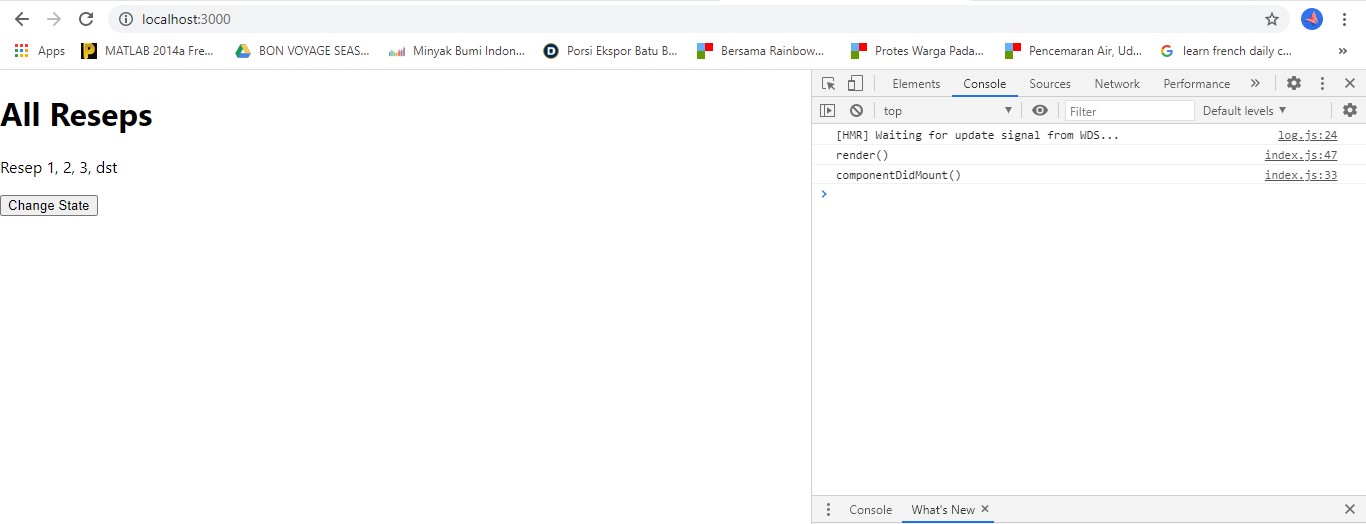 localhost:3000
Apps MATLAB 2014a Fre... BON VOYAGE SEAS... Minyak Bumi Indon... Porsi Ekspor Batu B... Bersama Rainbow... Protes Warga Pada... Pencemaran Air, Ud... learn french daily c... »
Elements Console Sources Network Performance »
top Filter Default levels
All Reseps
Resep 1, 2, 3, dst
Change State
[HMR] Waiting for update signal from WDS... log.js:24
render() index.js:47
componentDidMount() index.js:33
Console What's New